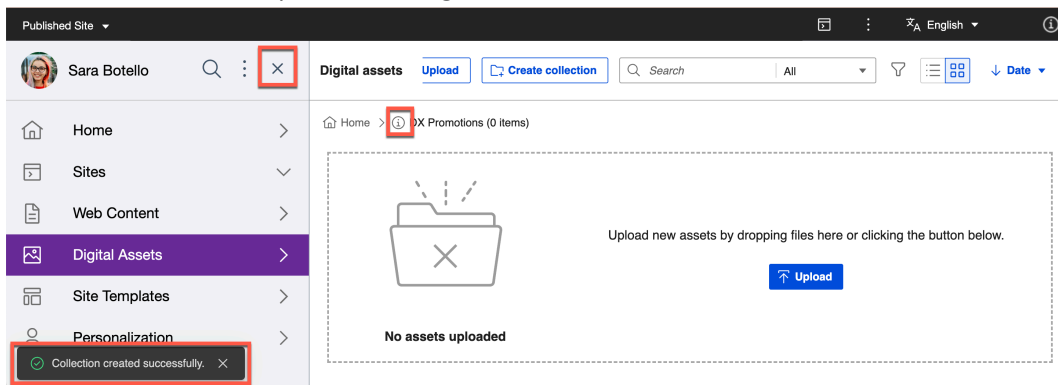 Published Site
English
Sara Botello
Digital assets Upload Create collection Search All Date
Home
Sites
Web Content
Digital Assets
Site Templates
Personalization
Collection created successfully.
Home > DX Promotions (0 items)
Upload new assets by dropping files here or clicking the button below.
Upload
No assets uploaded